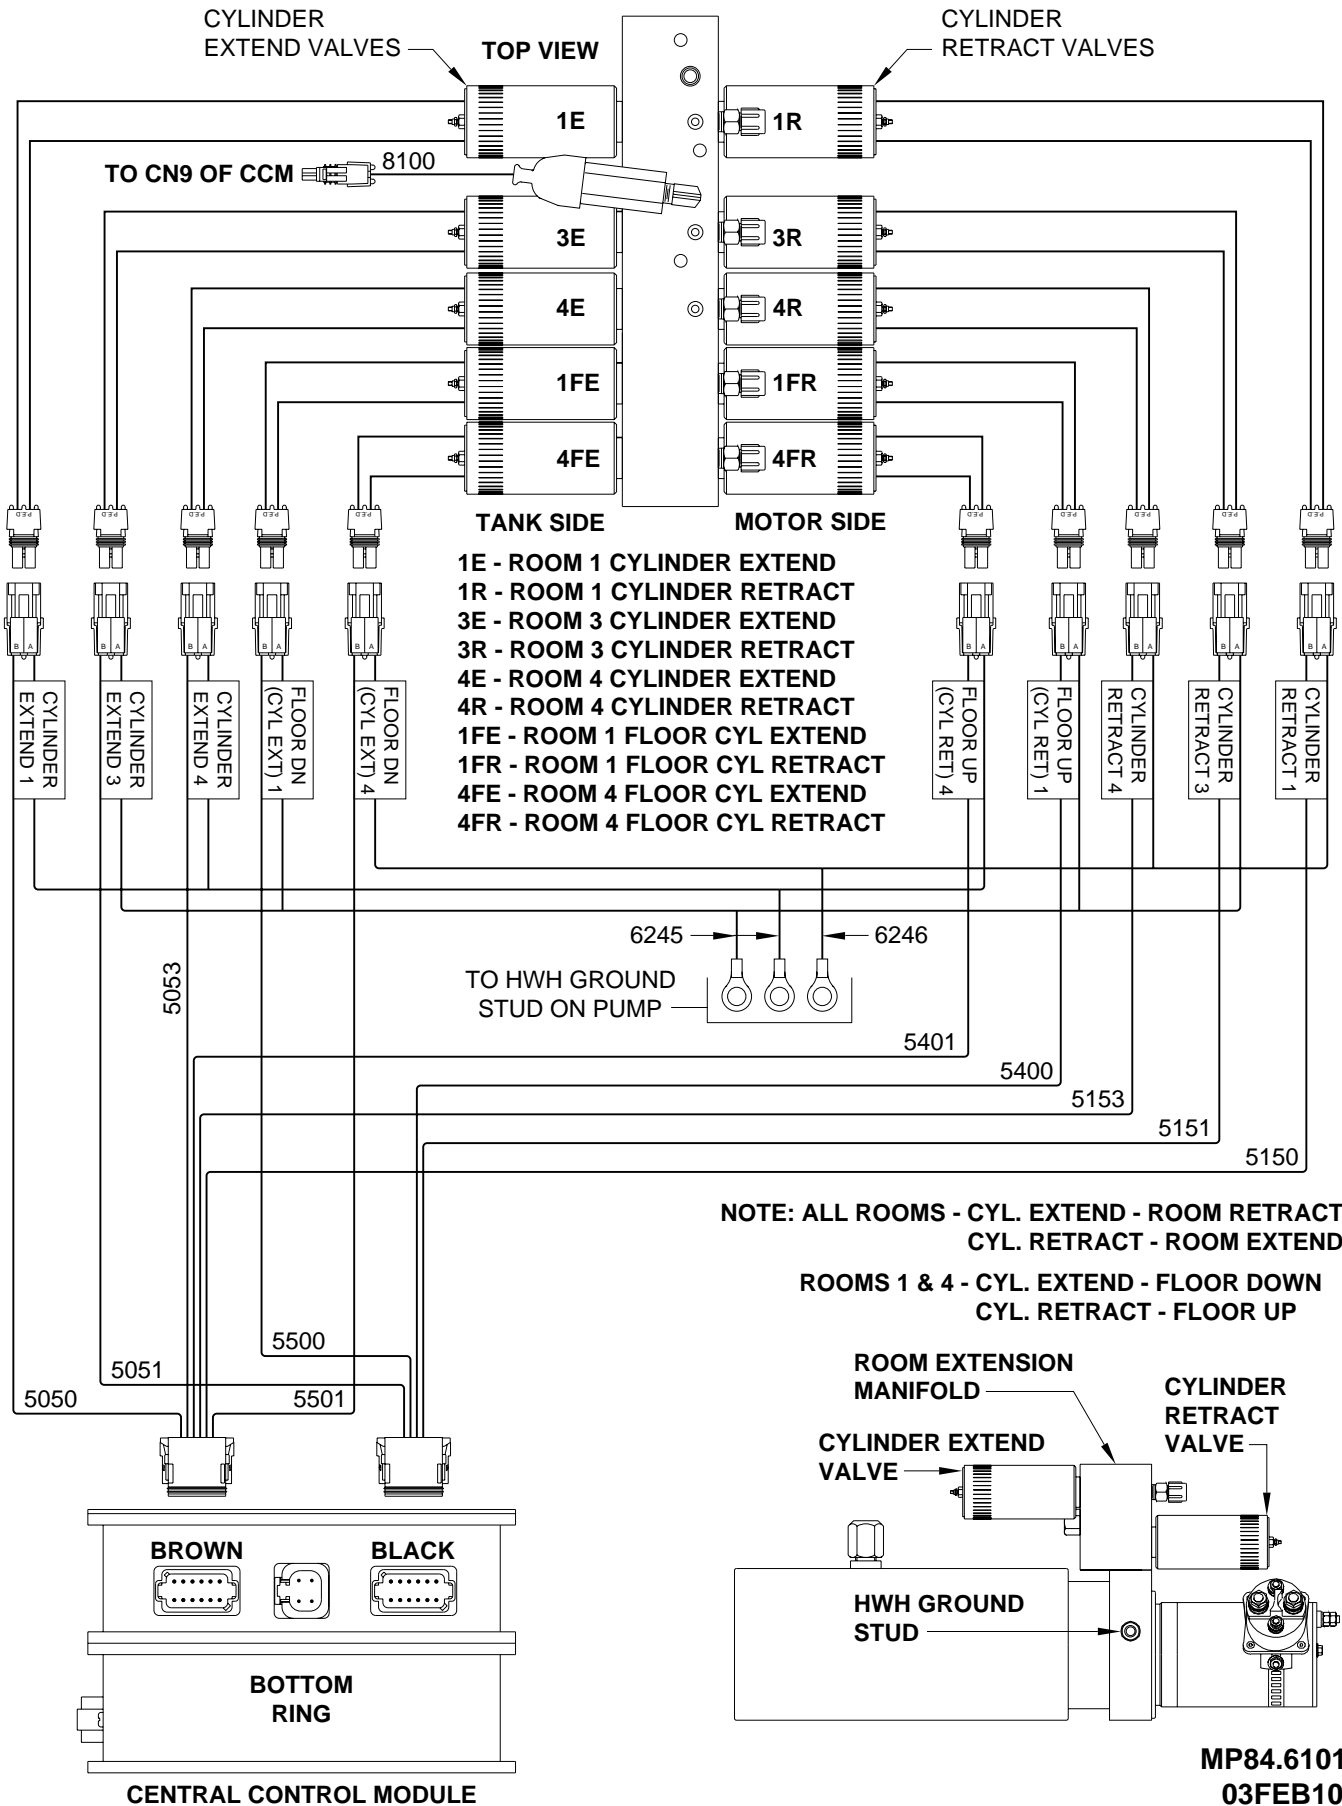 CYLINDER
EXTEND VALVES
TOP VIEW
CYLINDER
RETRACT VALVES
1E
1R
TO CN9 OF CCM
8100
3E
3R
4E
4R
1FE
1FR
4FE
4FR
TANK SIDE
MOTOR SIDE
P.E.D
P.E.D
P.E.D
P.E.D
P.E.D
P.E.D
P.E.D
P.E.D
P.E.D
P.E.D
1E - ROOM 1 CYLINDER EXTEND
1R - ROOM 1 CYLINDER RETRACT
3E - ROOM 3 CYLINDER EXTEND
3R - ROOM 3 CYLINDER RETRACT
4E - ROOM 4 CYLINDER EXTEND
4R - ROOM 4 CYLINDER RETRACT
1FE - ROOM 1 FLOOR CYL EXTEND
1FR - ROOM 1 FLOOR CYL RETRACT
4FE - ROOM 4 FLOOR CYL EXTEND
4FR - ROOM 4 FLOOR CYL RETRACT
B A
B A
B A
B A
B A
B A
B A
B A
B A
B A
CYLINDER
EXTEND 1
CYLINDER
EXTEND 3
CYLINDER
EXTEND 4
FLOOR DN
(CYL EXT) 1
FLOOR DN
(CYL EXT) 4
FLOOR UP
(CYL RET) 4
FLOOR UP
(CYL RET) 1
CYLINDER
RETRACT 4
CYLINDER
RETRACT 3
CYLINDER
RETRACT 1
6245
6246
TO HWH GROUND
STUD ON PUMP
5053
5401
5400
5153
5151
5150
NOTE: ALL ROOMS - CYL. EXTEND - ROOM RETRACT
CYL. RETRACT - ROOM EXTEND
ROOMS 1 & 4 - CYL. EXTEND - FLOOR DOWN
CYL. RETRACT - FLOOR UP
5500
5051
5050
5501
ROOM EXTENSION
MANIFOLD
CYLINDER
RETRACT
VALVE
CYLINDER EXTEND
VALVE
BROWN
BLACK
HWH GROUND
STUD
BOTTOM
RING
CENTRAL CONTROL MODULE
MP84.6101
03FEB10